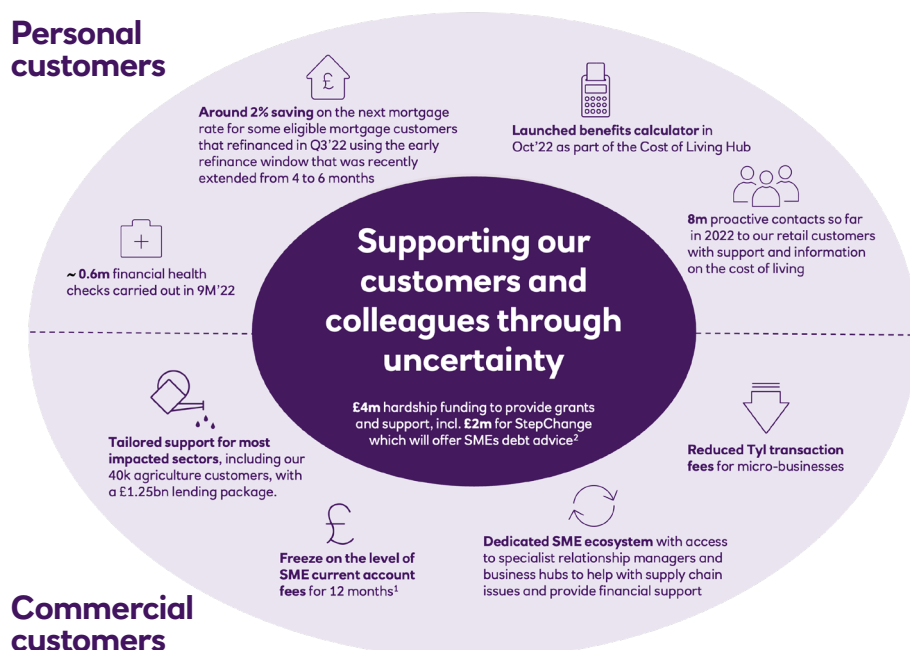 Personal
customers
£
Around 2% saving on the next mortgage
rate for some eligible mortgage customers
that refinanced in Q3'22 using the early
refinance window that was recently
extended from 4 to 6 months
Launched benefits calculator in
Oct'22 as part of the Cost of Living Hub
8m proactive contacts so far
in 2022 to our retail customers
with support and information
on the cost of living
~ 0.6m financial health
checks carried out in 9M'22
Supporting our
customers and
colleagues through
uncertainty
£4m hardship funding to provide grants
and support, incl. £2m for StepChange
which will offer SMEs debt advice²
Tailored support for most
impacted sectors, including our
40k agriculture customers, with
a £1.25bn lending package.
Reduced Tyl transaction
fees for micro-businesses
£
Freeze on the level of
SME current account
fees for 12 months¹
Dedicated SME ecosystem with access
to specialist relationship managers and
business hubs to help with supply chain
issues and provide financial support
Commercial
customers